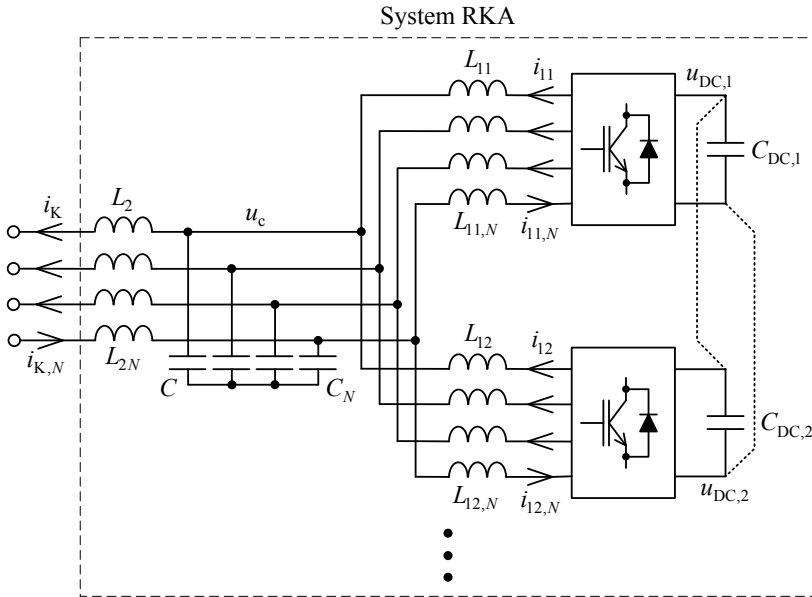 System RKA
L11
i11
uDC,1
CDC,1
L11,N
i11,N
iK
L2
uc
iK,N
L2N
C
CN
L12
i12
CDC,2
L12,N
i12,N
uDC,2